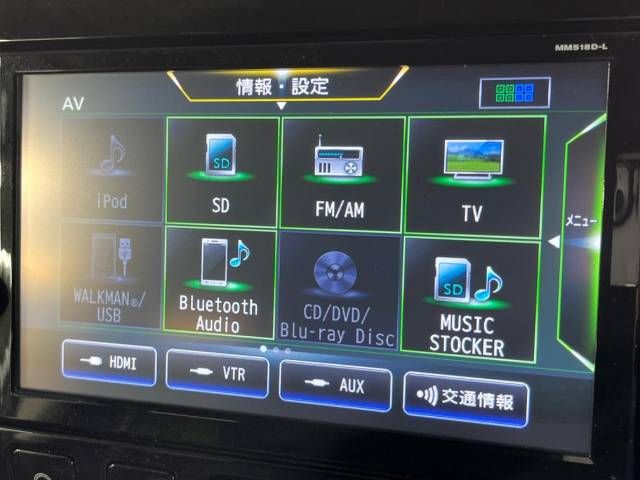 MM518D-L
情報・設定
AV
iPod
SD
SD
FM/AM
TV
メニュー
WALKMAN®/
USB
Bluetooth
Audio
CD/DVD/
Blu-ray Disc
SD
MUSIC
STOCKER
HDMI
VTR
AUX
交通情報